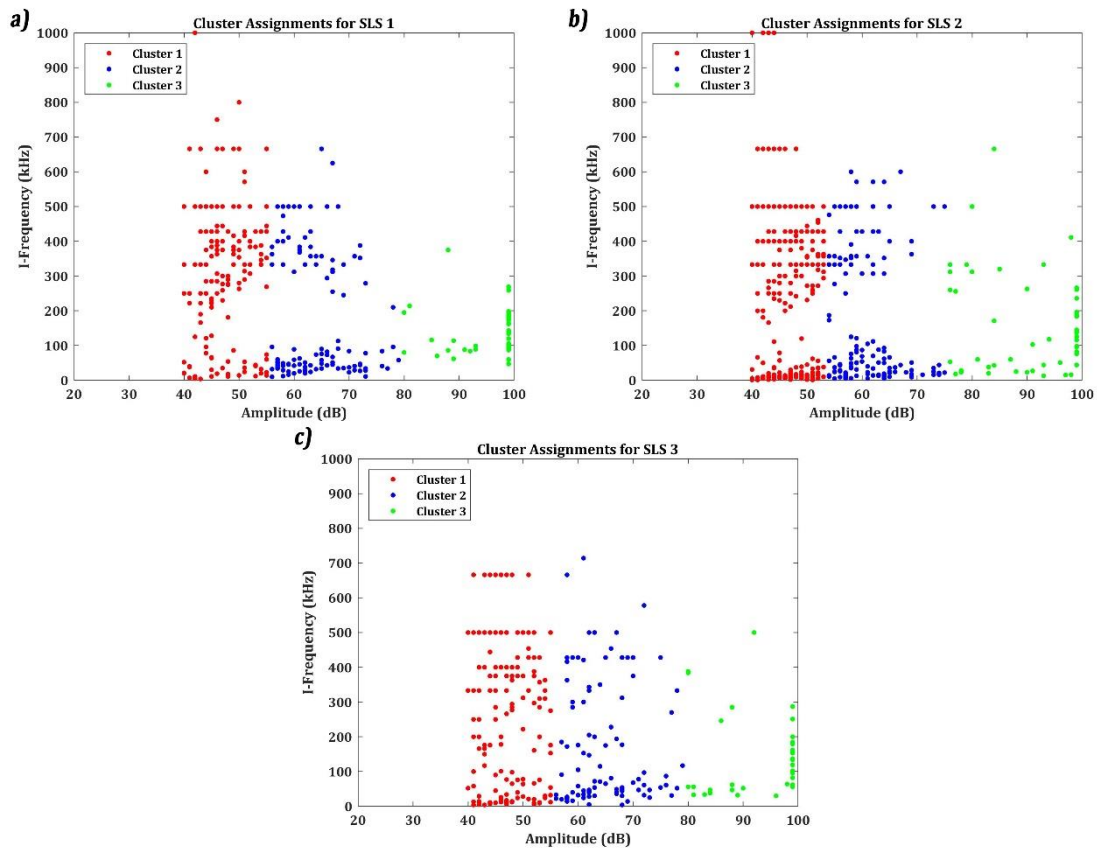 a)
Cluster Assignments for SLS 1
1000
900
800
700
600
500
400
300
200
100
0
I-Frequency (kHz)
Cluster 1
Cluster 2
Cluster 3
20 30 40 50 60 70 80 90 100
Amplitude (dB)
b)
Cluster Assignments for SLS 2
1000
900
800
700
600
500
400
300
200
100
0
I-Frequency (kHz)
Cluster 1
Cluster 2
Cluster 3
20 30 40 50 60 70 80 90 100
Amplitude (dB)
c)
Cluster Assignments for SLS 3
1000
900
800
700
600
500
400
300
200
100
0
I-Frequency (kHz)
Cluster 1
Cluster 2
Cluster 3
20 30 40 50 60 70 80 90 100
Amplitude (dB)